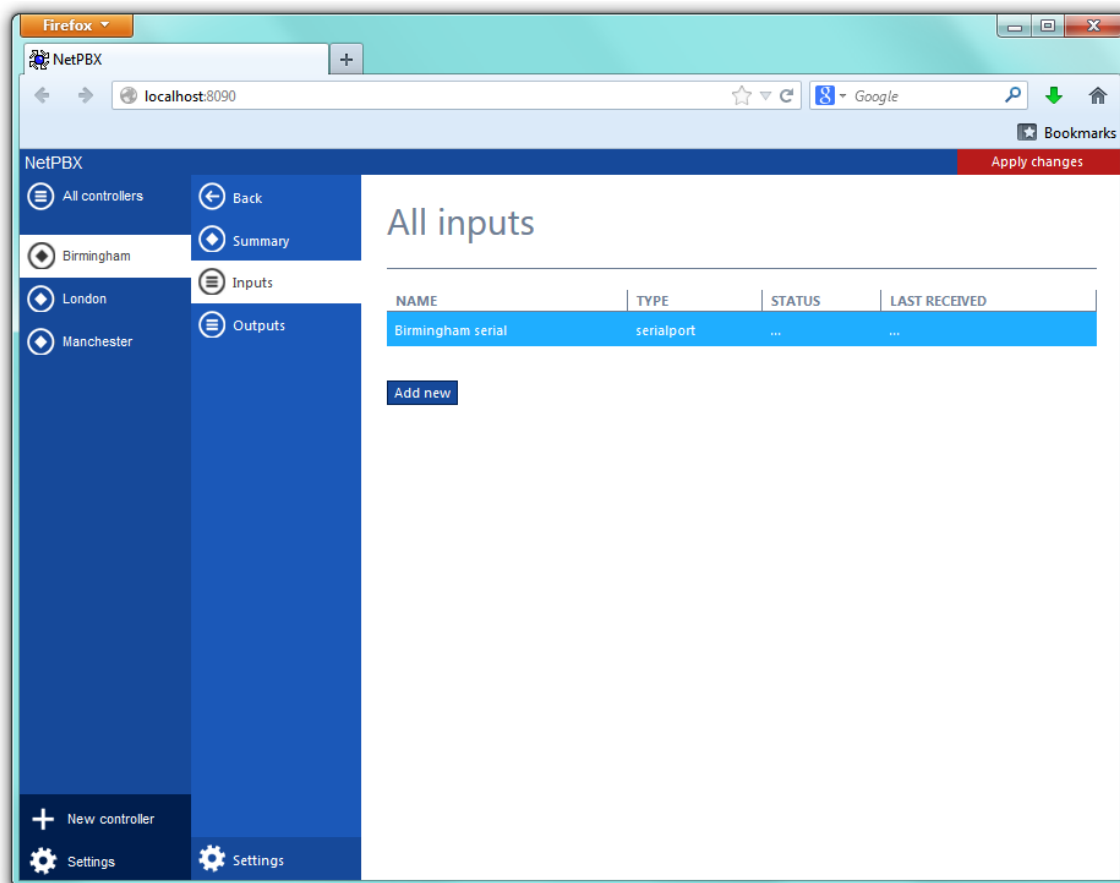 Firefox
NetPBX
localhost:8090
Google
Bookmarks
NetPBX
Apply changes
All controllers
Birmingham
London
Manchester
New controller
Settings
Back
Summary
Inputs
Outputs
Settings
All inputs
NAME TYPE STATUS LAST RECEIVED
Birmingham serial serialport ... ...
Add new